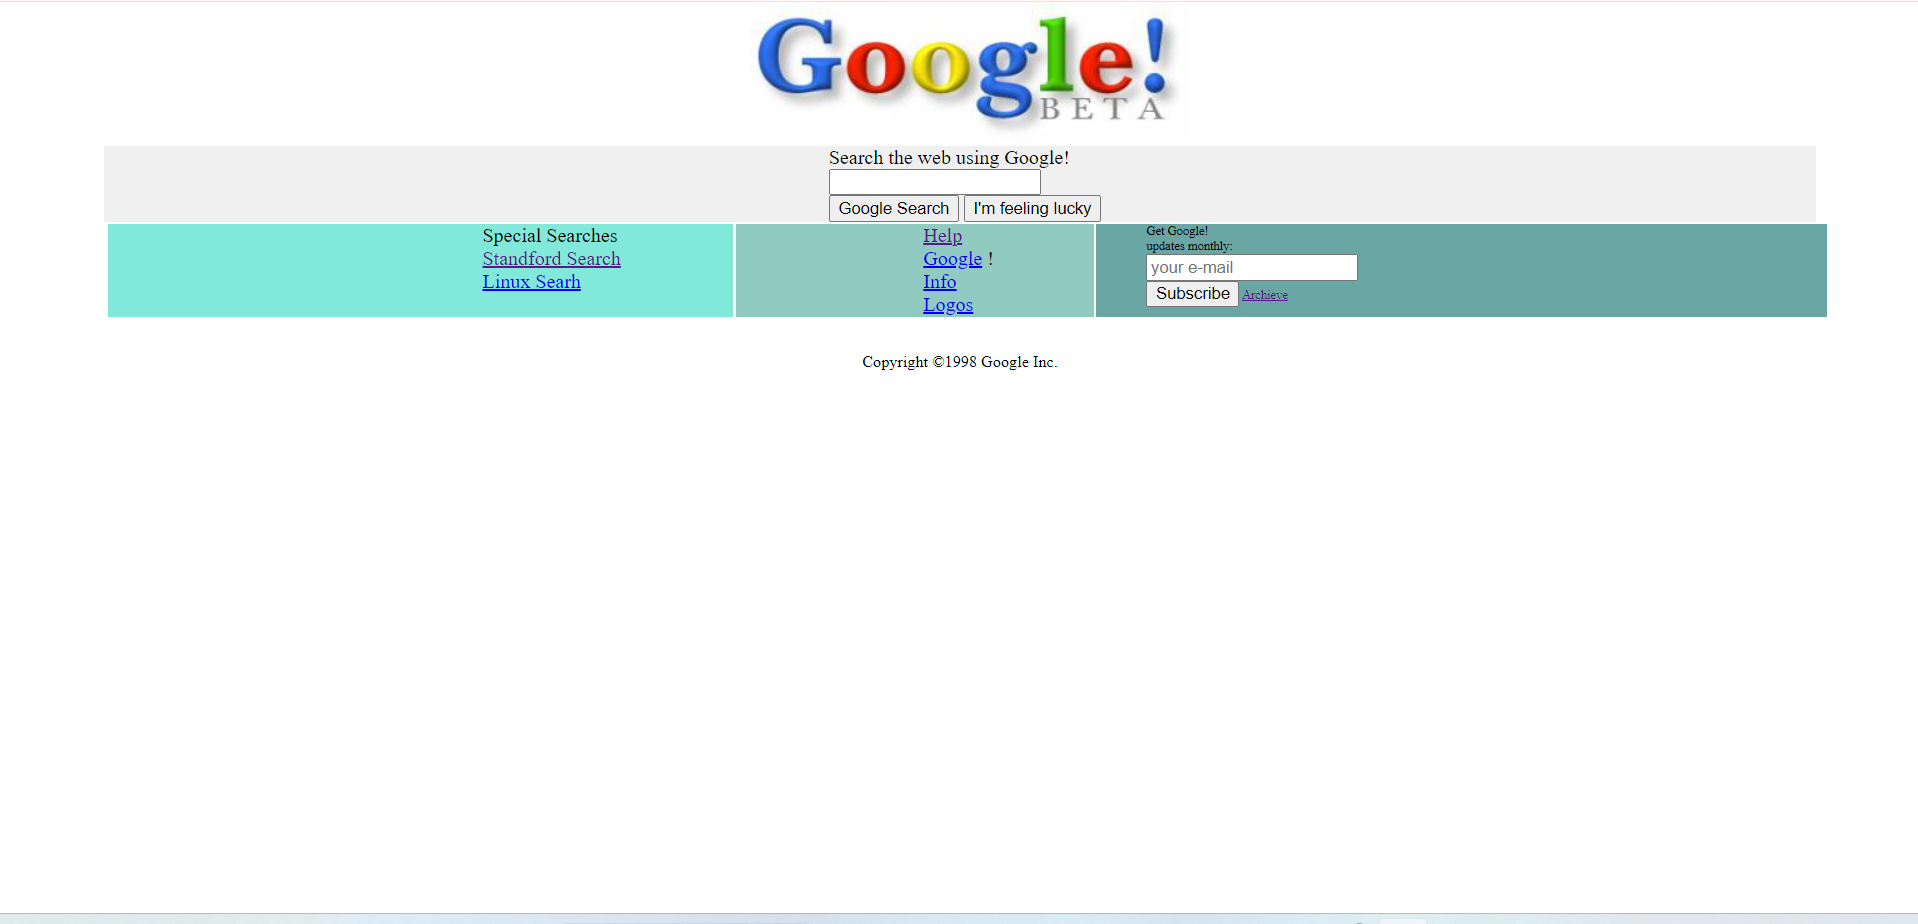 Google!
BETA
Search the web using Google!
Google Search I'm feeling lucky
Special Searches
Standford Search
Linux Searh
Help
Google !
Info
Logos
Get Google!
updates monthly:
your e-mail
Subscribe Archieve
Copyright ©1998 Google Inc.